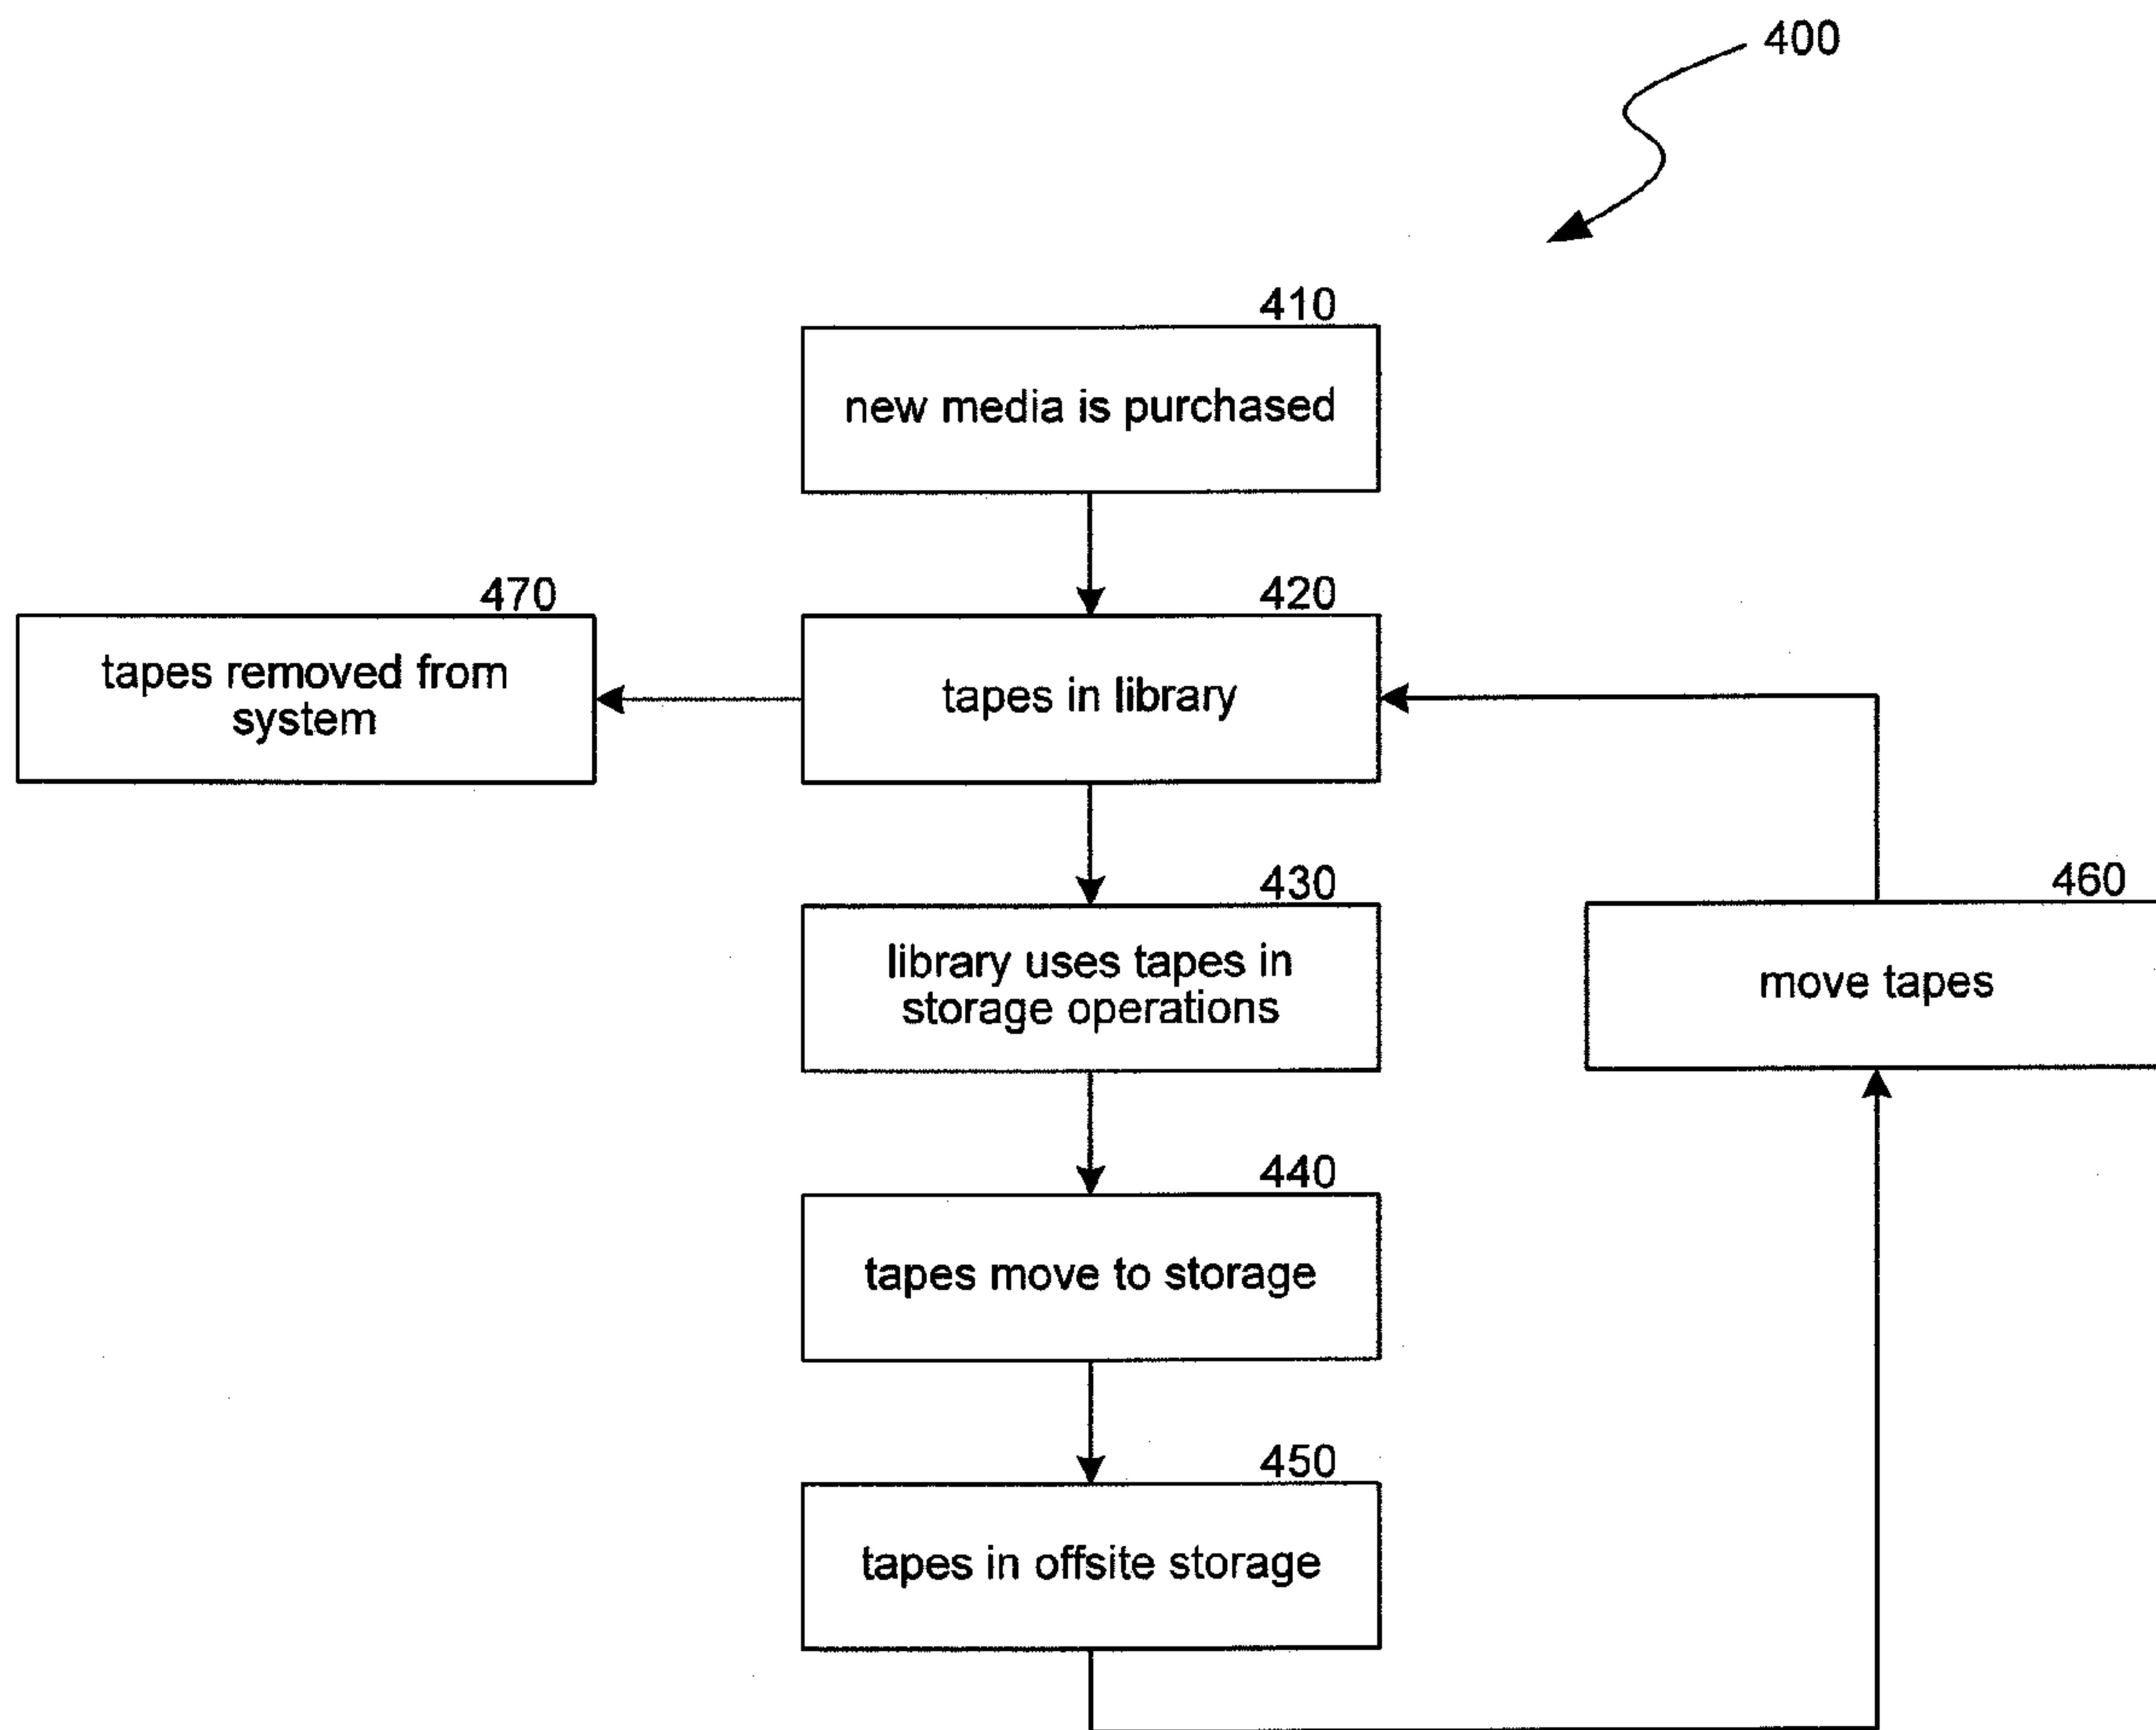 400
410
new media is purchased
470
420
tapes removed from
system
tapes in library
430
460
library uses tapes in
storage operations
move tapes
440
tapes move to storage
450
tapes in offsite storage